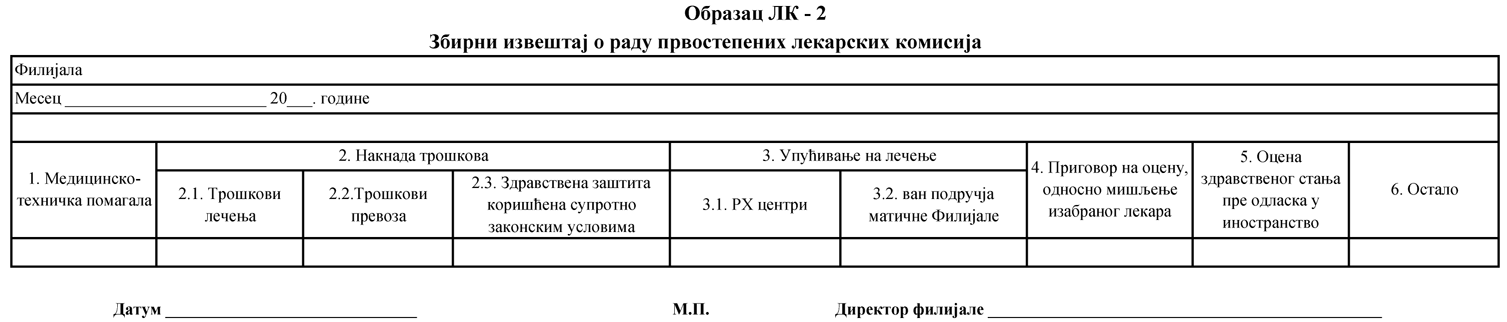 Образац ЛК - 2
Збирни извештај о раду првостепених лекарских комисија
Филијала
Месец ________________________ 20___. године
1. Медицинско-
техничка помагала
2. Накнада трошкова
2.1. Трошкови
лечења
2.2.Трошкови
превоза
2.3. Здравствена заштита
коришћена супротно
законским условима
3. Упућивање на лечење
3.1. РХ центри
3.2. ван подручја
матичне Филијале
4. Приговор на оцену,
односно мишљење
изабраног лекара
5. Оцена
здравственог стања
пре одласка у
иностранство
6. Остало
Датум ______________________________ М.П. Директор филијале _______________________________________________